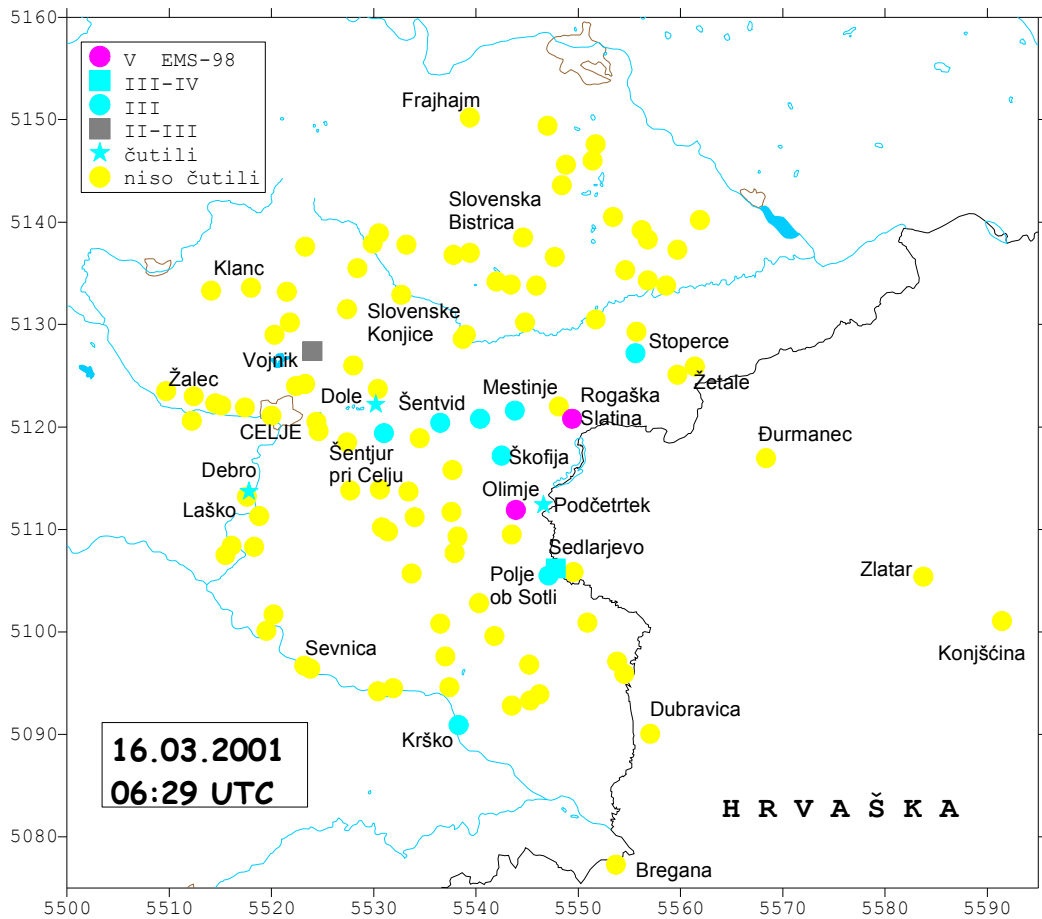 5160
5150
5140
5130
5120
5110
5100
5090
5080
V EMS-98
III-IV
III
II-III
čutili
niso čutili
Frajhajm
Slovenska
Bistrica
Klanc
Slovenske
Konjice
Stoperce
Vojnik
Žalec
Žetale
Mestinje
Rogaška
Slatina
Dole
Šentvid
CELJE
Đurmanec
Šentjur
pri Celju
Škofija
Debro
Olimje
Podčetrtek
Laško
Sedlarjevo
Polje
ob Sotli
Zlatar
Sevnica
Konjšćina
Dubravica
Krško
16.03.2001
06:29 UTC
HRVAŠKA
Bregana
5500 5510 5520 5530 5540 5550 5560 5570 5580 5590